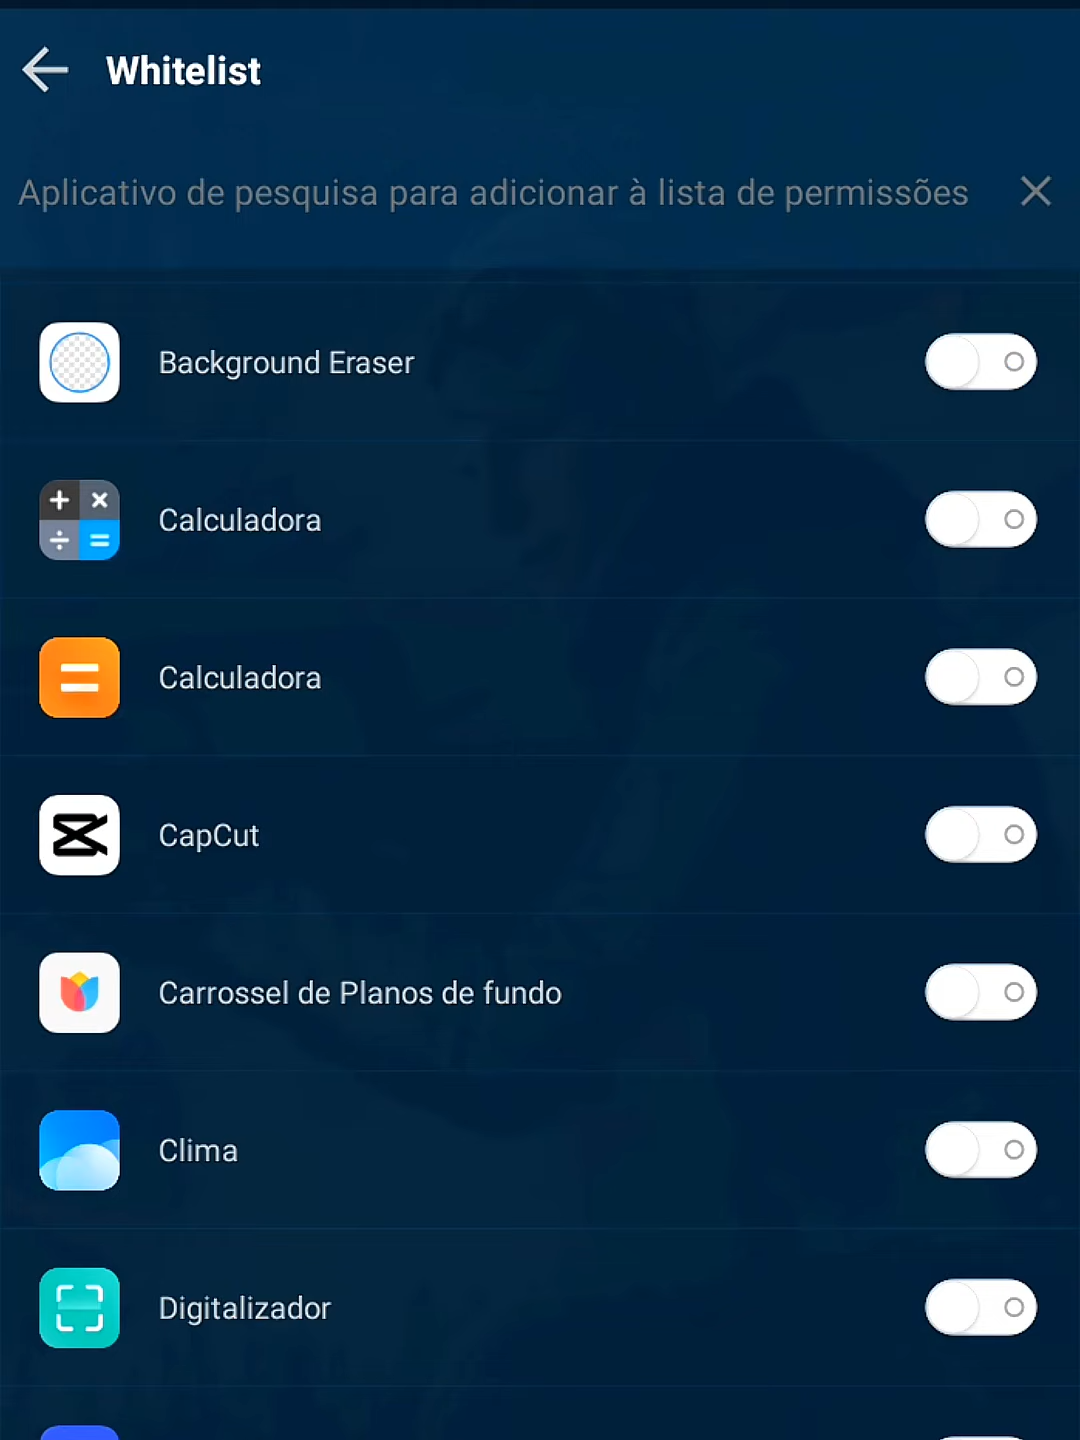 Whitelist
Aplicativo de pesquisa para adicionar à lista de permissões
Background Eraser
Calculadora
Calculadora
CapCut
Carrossel de Planos de fundo
Clima
Digitalizador